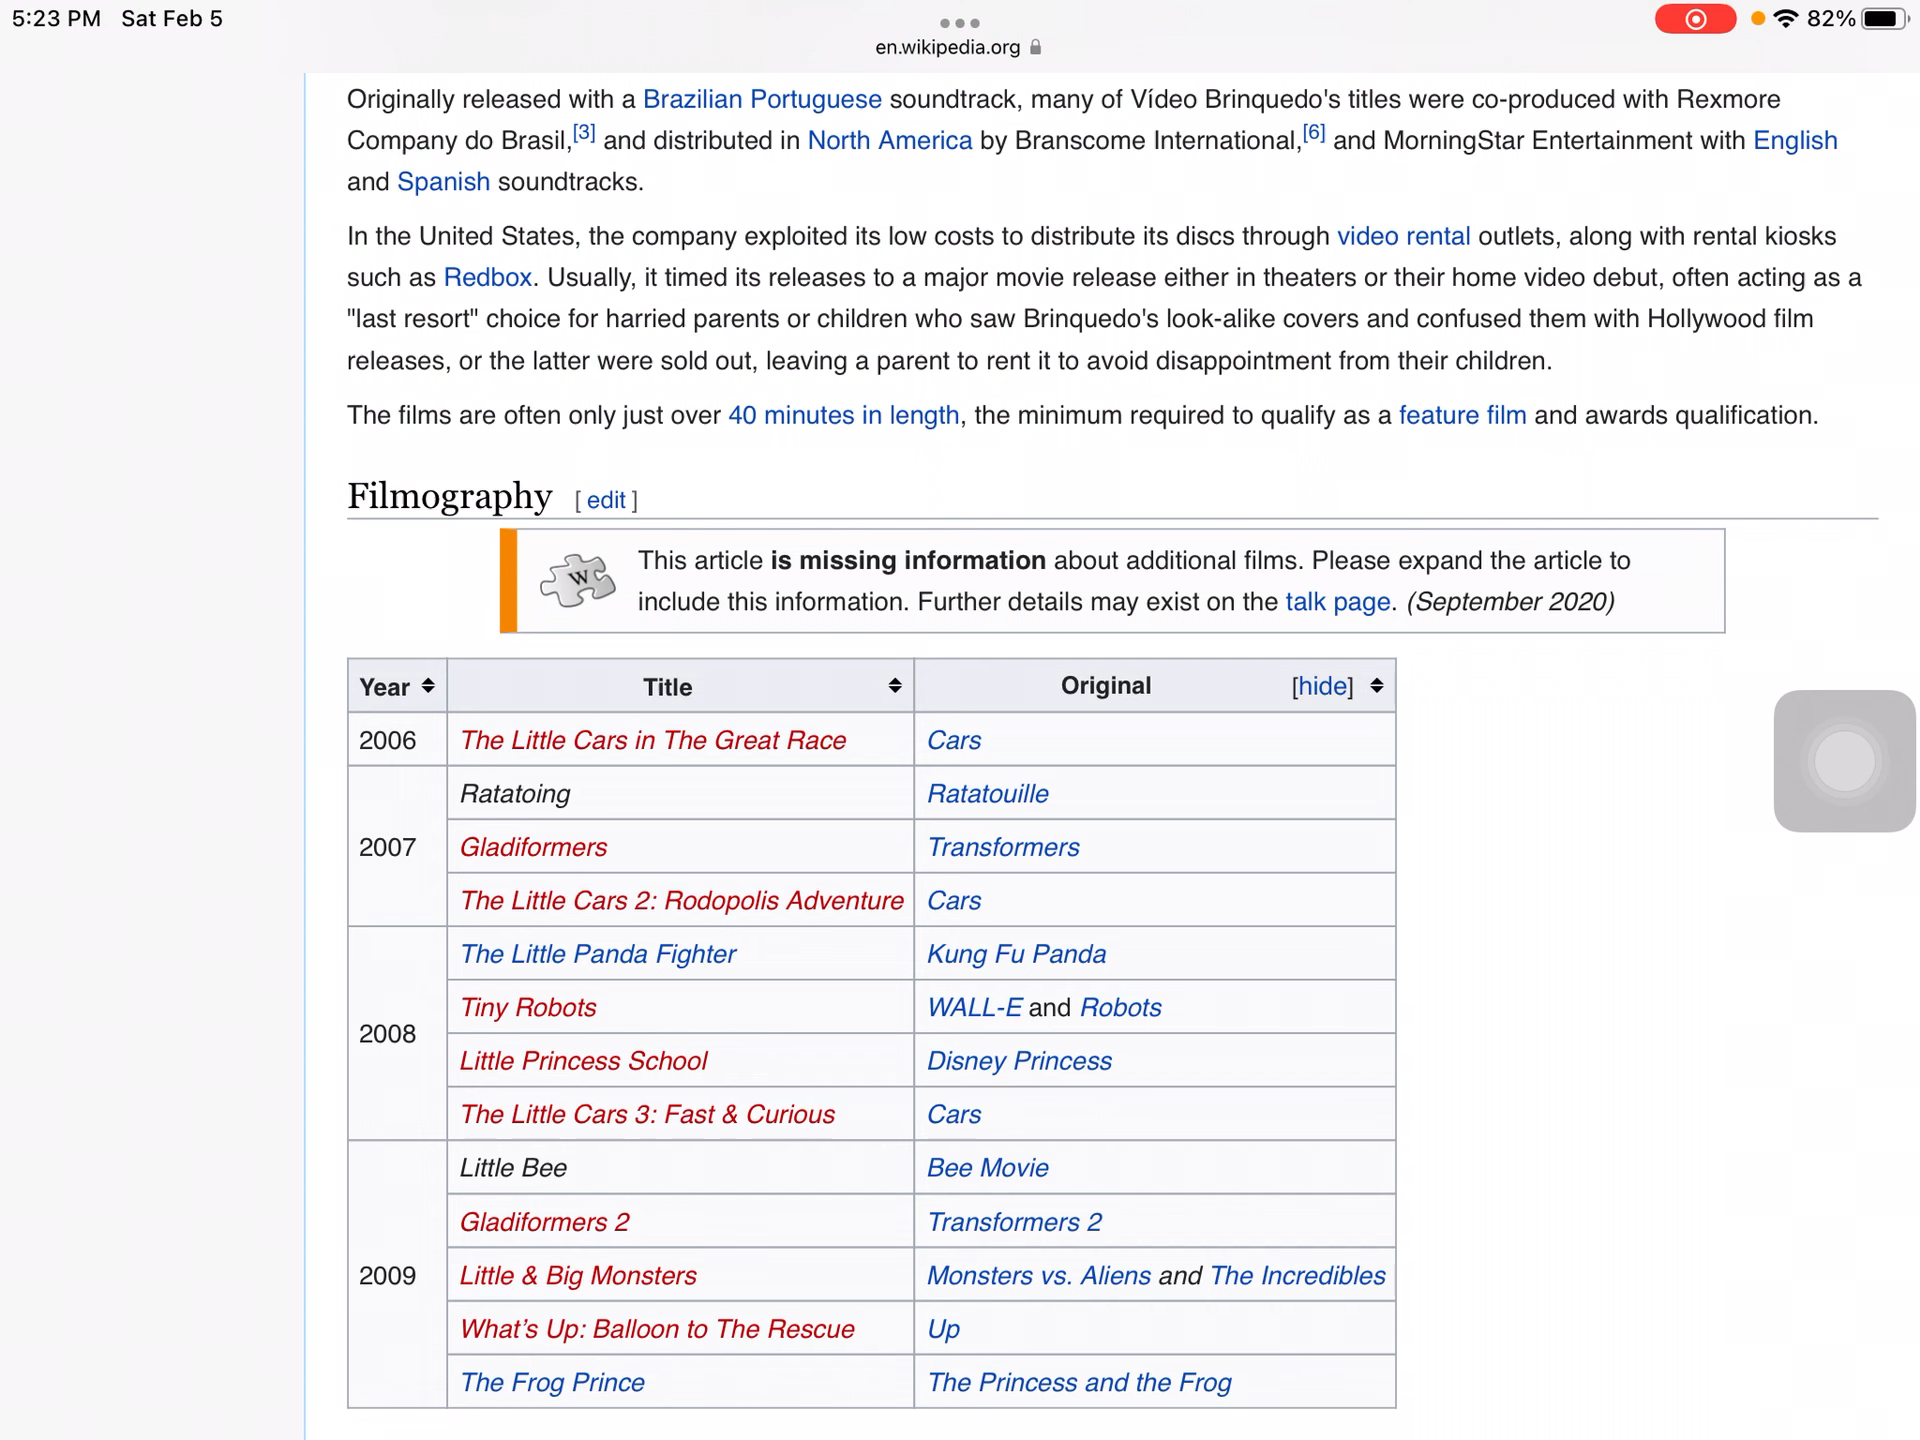 5:23 PM Sat Feb 5
82%
en.wikipedia.org
Originally released with a Brazilian Portuguese soundtrack, many of Vídeo Brinquedo's titles were co-produced with Rexmore
Company do Brasil,[3] and distributed in North America by Branscome International,[6] and MorningStar Entertainment with English
and Spanish soundtracks.
In the United States, the company exploited its low costs to distribute its discs through video rental outlets, along with rental kiosks
such as Redbox. Usually, it timed its releases to a major movie release either in theaters or their home video debut, often acting as a
"last resort" choice for harried parents or children who saw Brinquedo's look-alike covers and confused them with Hollywood film
releases, or the latter were sold out, leaving a parent to rent it to avoid disappointment from their children.
The films are often only just over 40 minutes in length, the minimum required to qualify as a feature film and awards qualification.
Filmography [ edit ]
W
This article is missing information about additional films. Please expand the article to
include this information. Further details may exist on the talk page. (September 2020)
Year Title Original [hide]
2006 The Little Cars in The Great Race Cars
2007 Ratatoing Ratatouille
Gladiformers Transformers
The Little Cars 2: Rodopolis Adventure Cars
2008 The Little Panda Fighter Kung Fu Panda
Tiny Robots WALL-E and Robots
Little Princess School Disney Princess
The Little Cars 3: Fast & Curious Cars
2009 Little Bee Bee Movie
Gladiformers 2 Transformers 2
Little & Big Monsters Monsters vs. Aliens and The Incredibles
What's Up: Balloon to The Rescue Up
The Frog Prince The Princess and the Frog